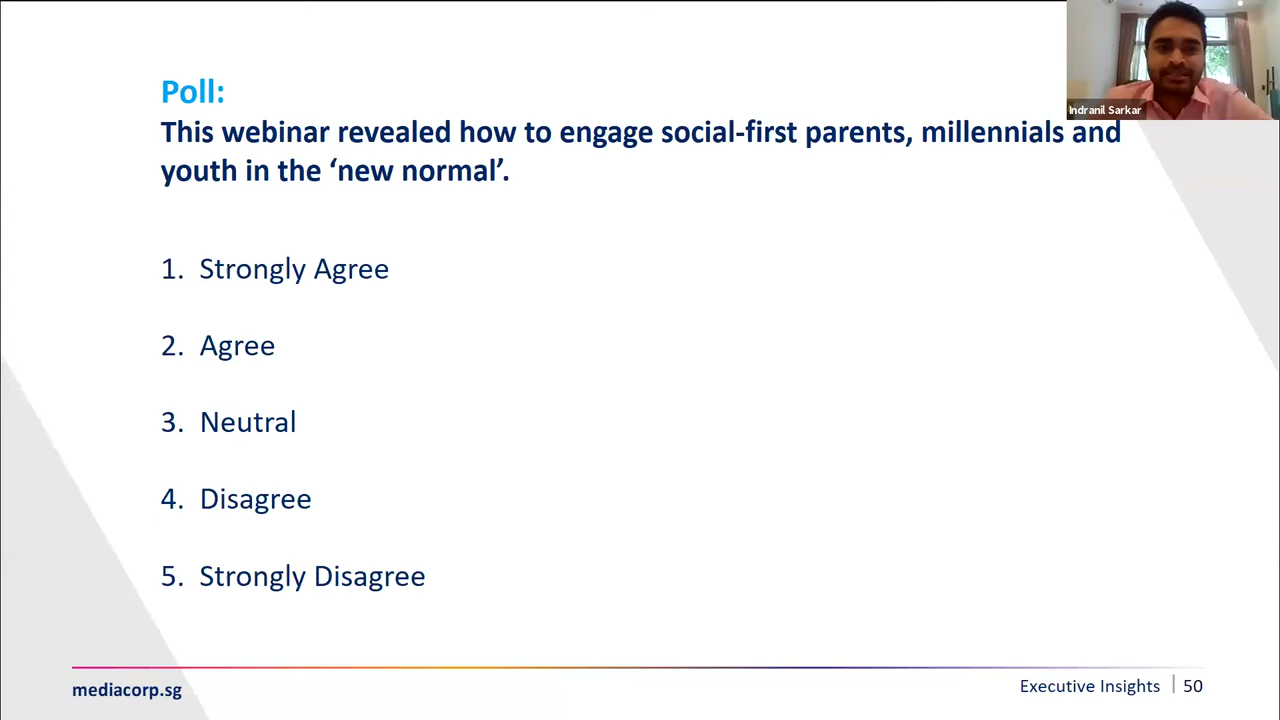 Indranil Sarkar
Poll:
This webinar revealed how to engage social-first parents, millennials and
youth in the ‘new normal’.
1. Strongly Agree
2. Agree
3. Neutral
4. Disagree
5. Strongly Disagree
mediacorp.sg
Executive Insights | 50